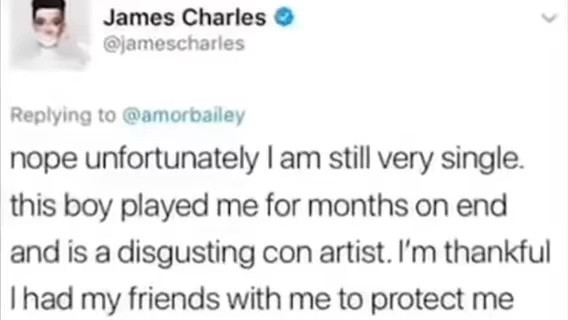 James Charles
@jamescharles
Replying to @amorbailey
nope unfortunately I am still very single.
this boy played me for months on end
and is a disgusting con artist. I'm thankful
I had my friends with me to protect me